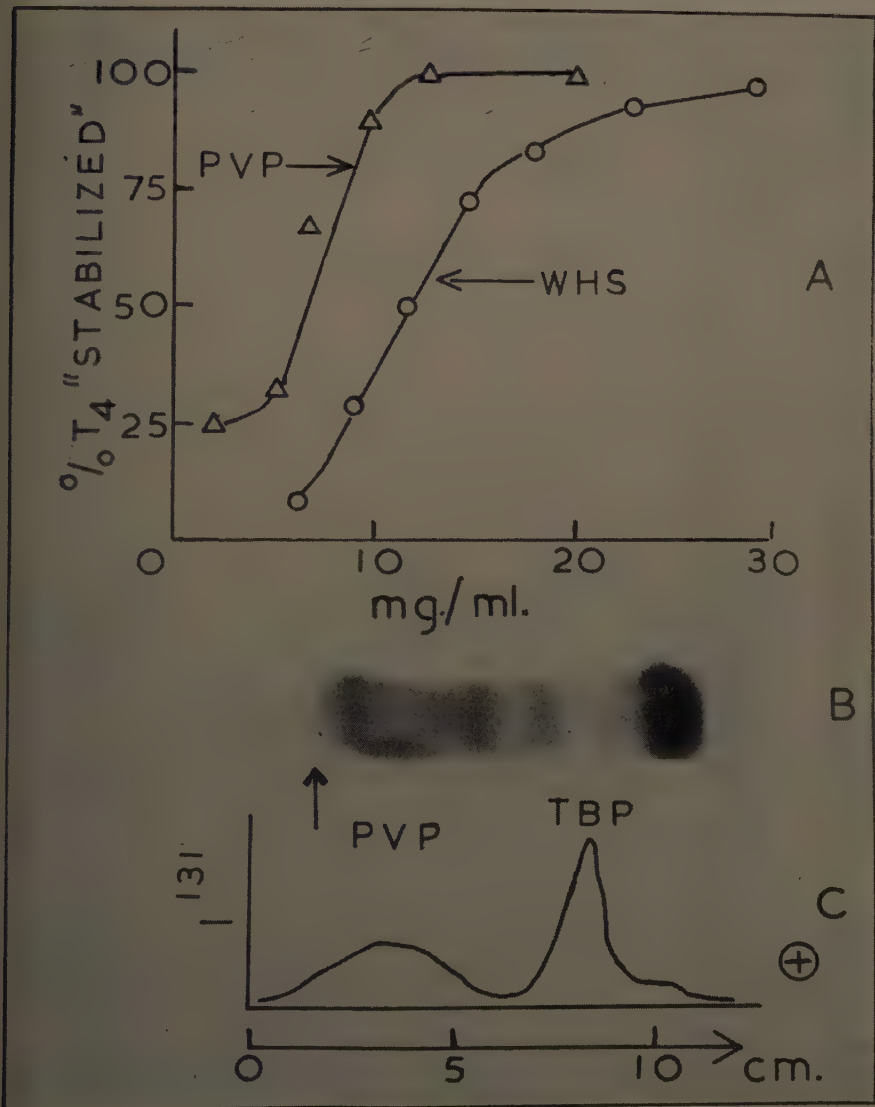 100
75
50
25
0
10
20
30
% T4 "STABILIZED"
PVP
WHS
A
mg./ml.
B
PVP
TBP
C
I 131
+
0
5
10
cm.